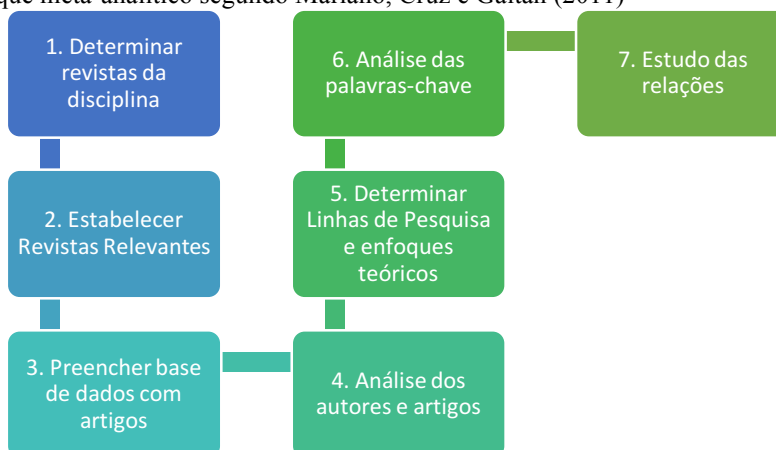 que meta-analítico segundo Mariano, Cruz e Gaitán (2011)
1. Determinar
revistas da
disciplina
2. Estabelecer
Revistas Relevantes
3. Preencher base
de dados com
artigos
4. Análise dos
autores e artigos
5. Determinar
Linhas de Pesquisa
e enfoques
teóricos
6. Análise das
palavras-chave
7. Estudo das
relações